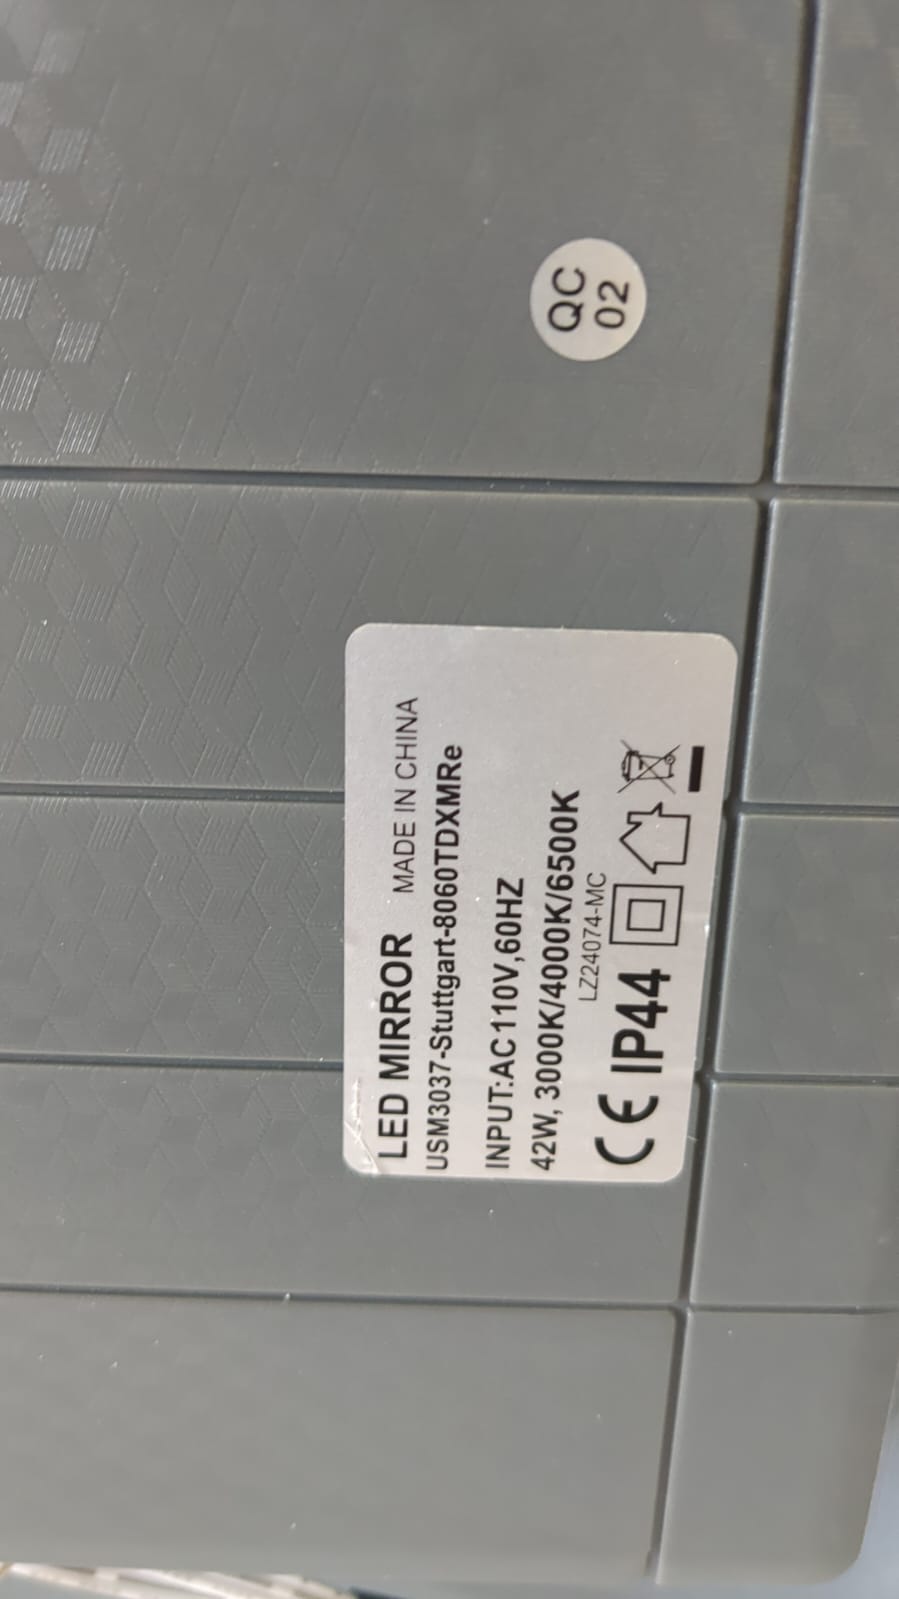 LED MIRROR MADE IN CHINA
USM3037-Stuttgart-8060TDXMRe
INPUT:AC110V,60HZ
42W, 3000K/4000K/6500K
LZ24074-MC
CE IP44
QC
02